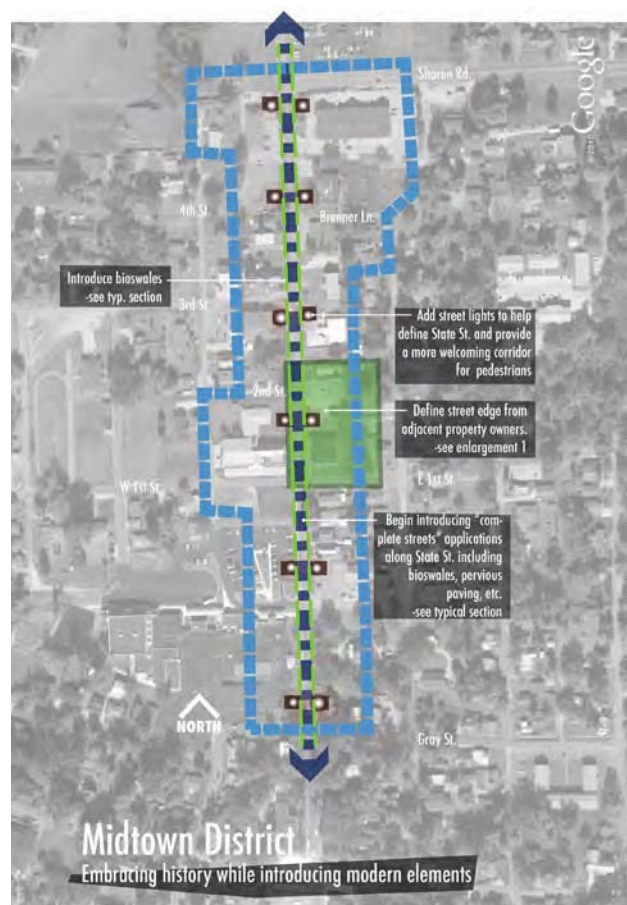 Sharon Rd.
Google
4th St.
Brenner Ln.
Introduce bioswales
-see typ. section
3rd St.
Add street lights to help
define State St. and provide
a more welcoming corridor
for pedestrians
2nd St.
Define street edge from
adjacent property owners.
-see enlargement 1
W 1st St.
E 1st St.
Begin introducing "com-
plete streets" applications
along State St. including
bioswales, pervious
paving, etc.
-see typical section
NORTH
Gray St.
Midtown District
Embracing history while introducing modern elements